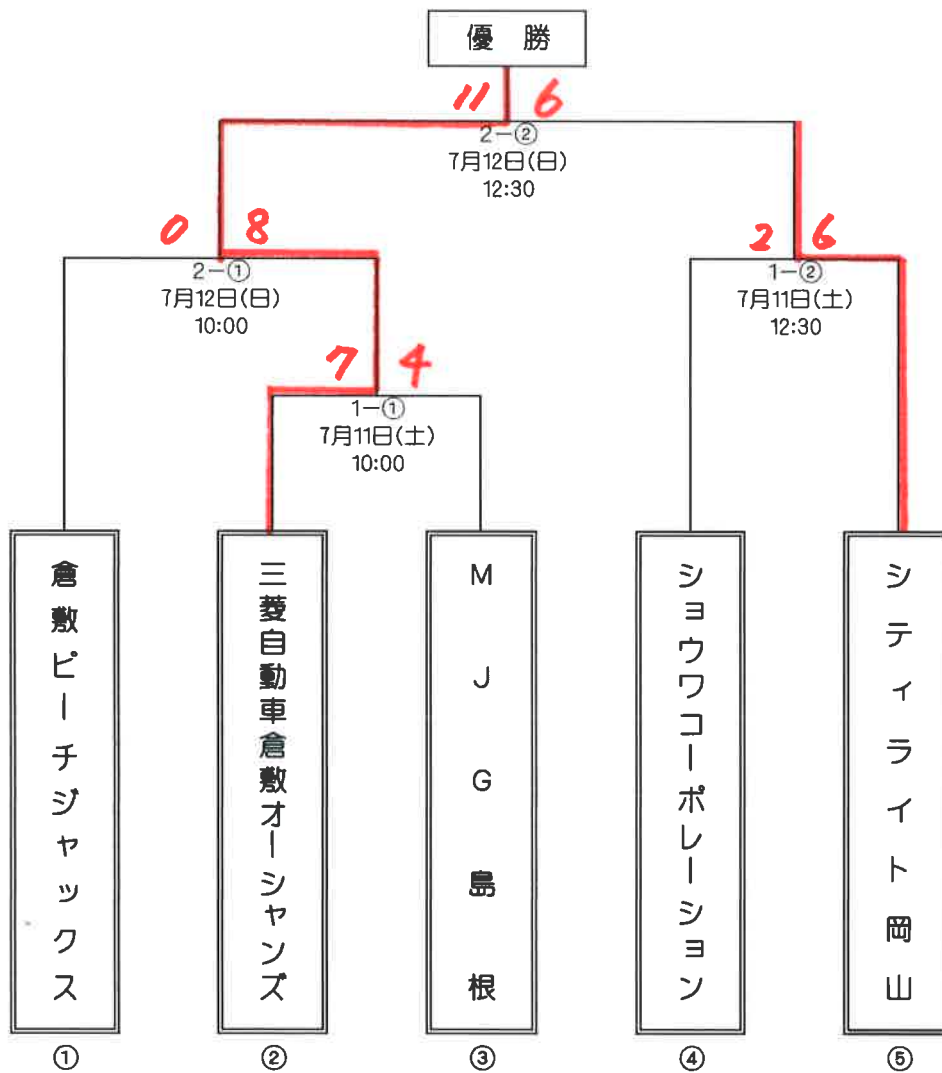 優勝
11 6
2-②
7月12日(日)
12:30
0 8
2-①
7月12日(日)
10:00
2 6
1-②
7月11日(土)
12:30
7 4
1-①
7月11日(土)
10:00
倉敷ピーチジャックス
三菱自動車倉敷オーシャンズ
MJG島根
ショウワコーポレーション
シティライト岡山
① ② ③ ④ ⑤